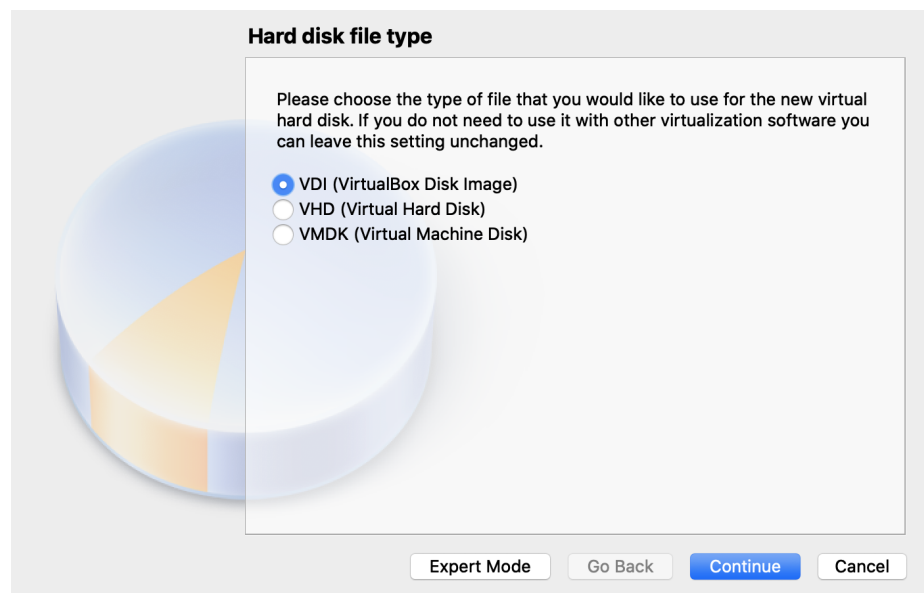 Hard disk file type
Please choose the type of file that you would like to use for the new virtual
hard disk. If you do not need to use it with other virtualization software you
can leave this setting unchanged.
VDI (VirtualBox Disk Image)
VHD (Virtual Hard Disk)
VMDK (Virtual Machine Disk)
Expert Mode Go Back Continue Cancel